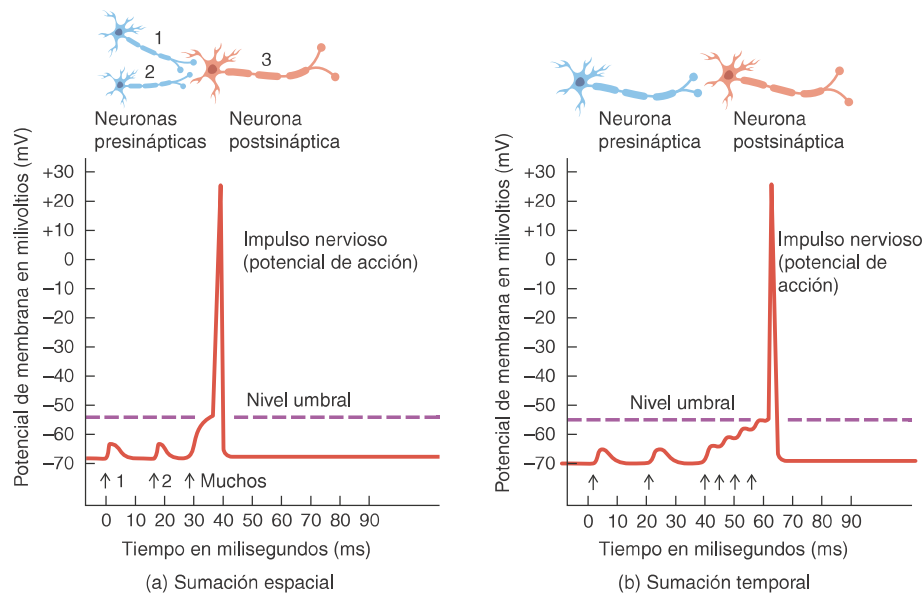 1
2
3
Neuronas
presinápticas
Neurona
postsináptica
Potencial de membrana en milivoltios (mV)
+30
+20
+10
0
–10
–20
–30
–40
–50
–60
–70
Impulso nervioso
(potencial de acción)
Nivel umbral
1
2
Muchos
0 10 20 30 40 50 60 70 80 90
Tiempo en milisegundos (ms)
(a) Sumación espacial
Neurona
presináptica
Neurona
postsináptica
Potencial de membrana en milivoltios (mV)
+30
+20
+10
0
–10
–20
–30
–40
–50
–60
–70
Impulso nervioso
(potencial de
acción)
Nivel umbral
0 10 20 30 40 50 60 70 80 90
Tiempo en milisegundos (ms)
(b) Sumación temporal